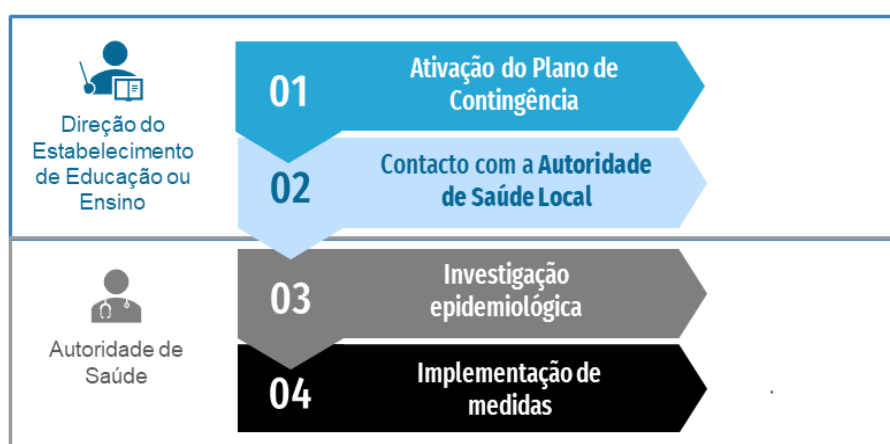 Direção do
Estabelecimento
de Educação ou
Ensino
01
Ativação do Plano de
Contingência
02
Contacto com a Autoridade
de Saúde Local
Autoridade de
Saúde
03
Investigação
epidemiológica
04
Implementação de
medidas
.